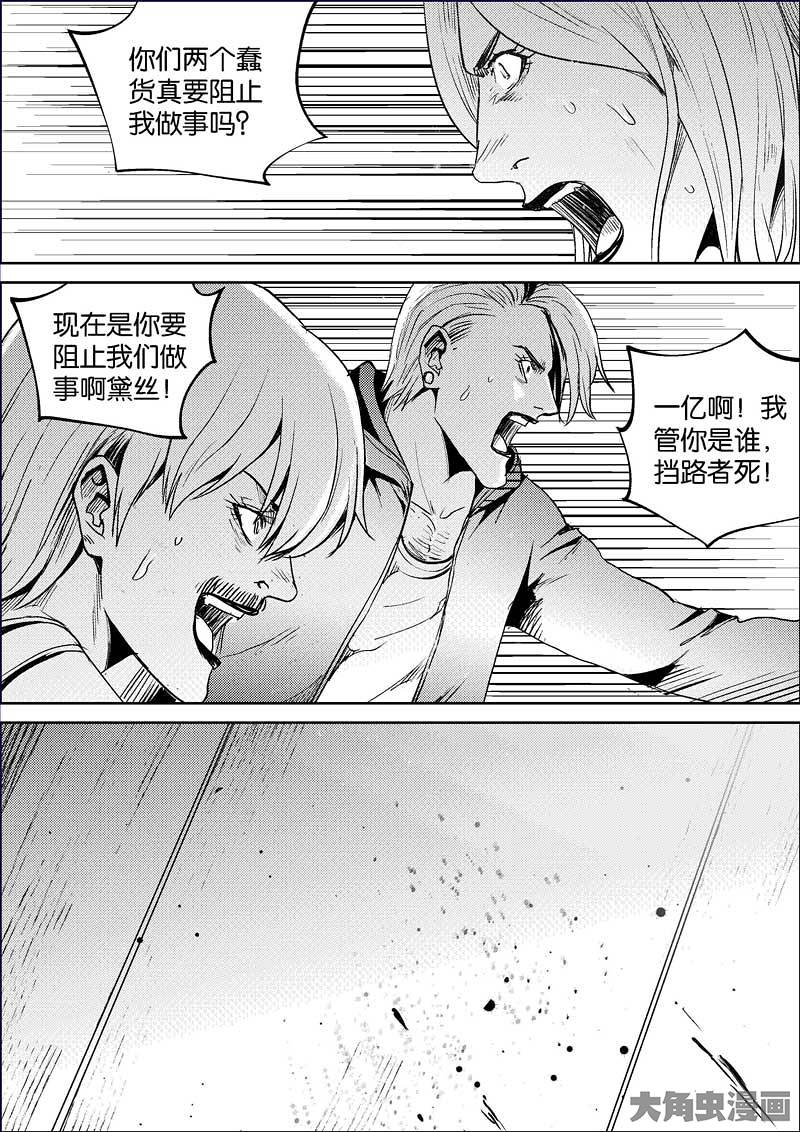 你们两个蠢
货真要阻止
我做事吗?
现在是你要
阻止我们做
事啊黛丝!
一亿啊!我
管你是谁,
挡路者死!
大角虫漫画